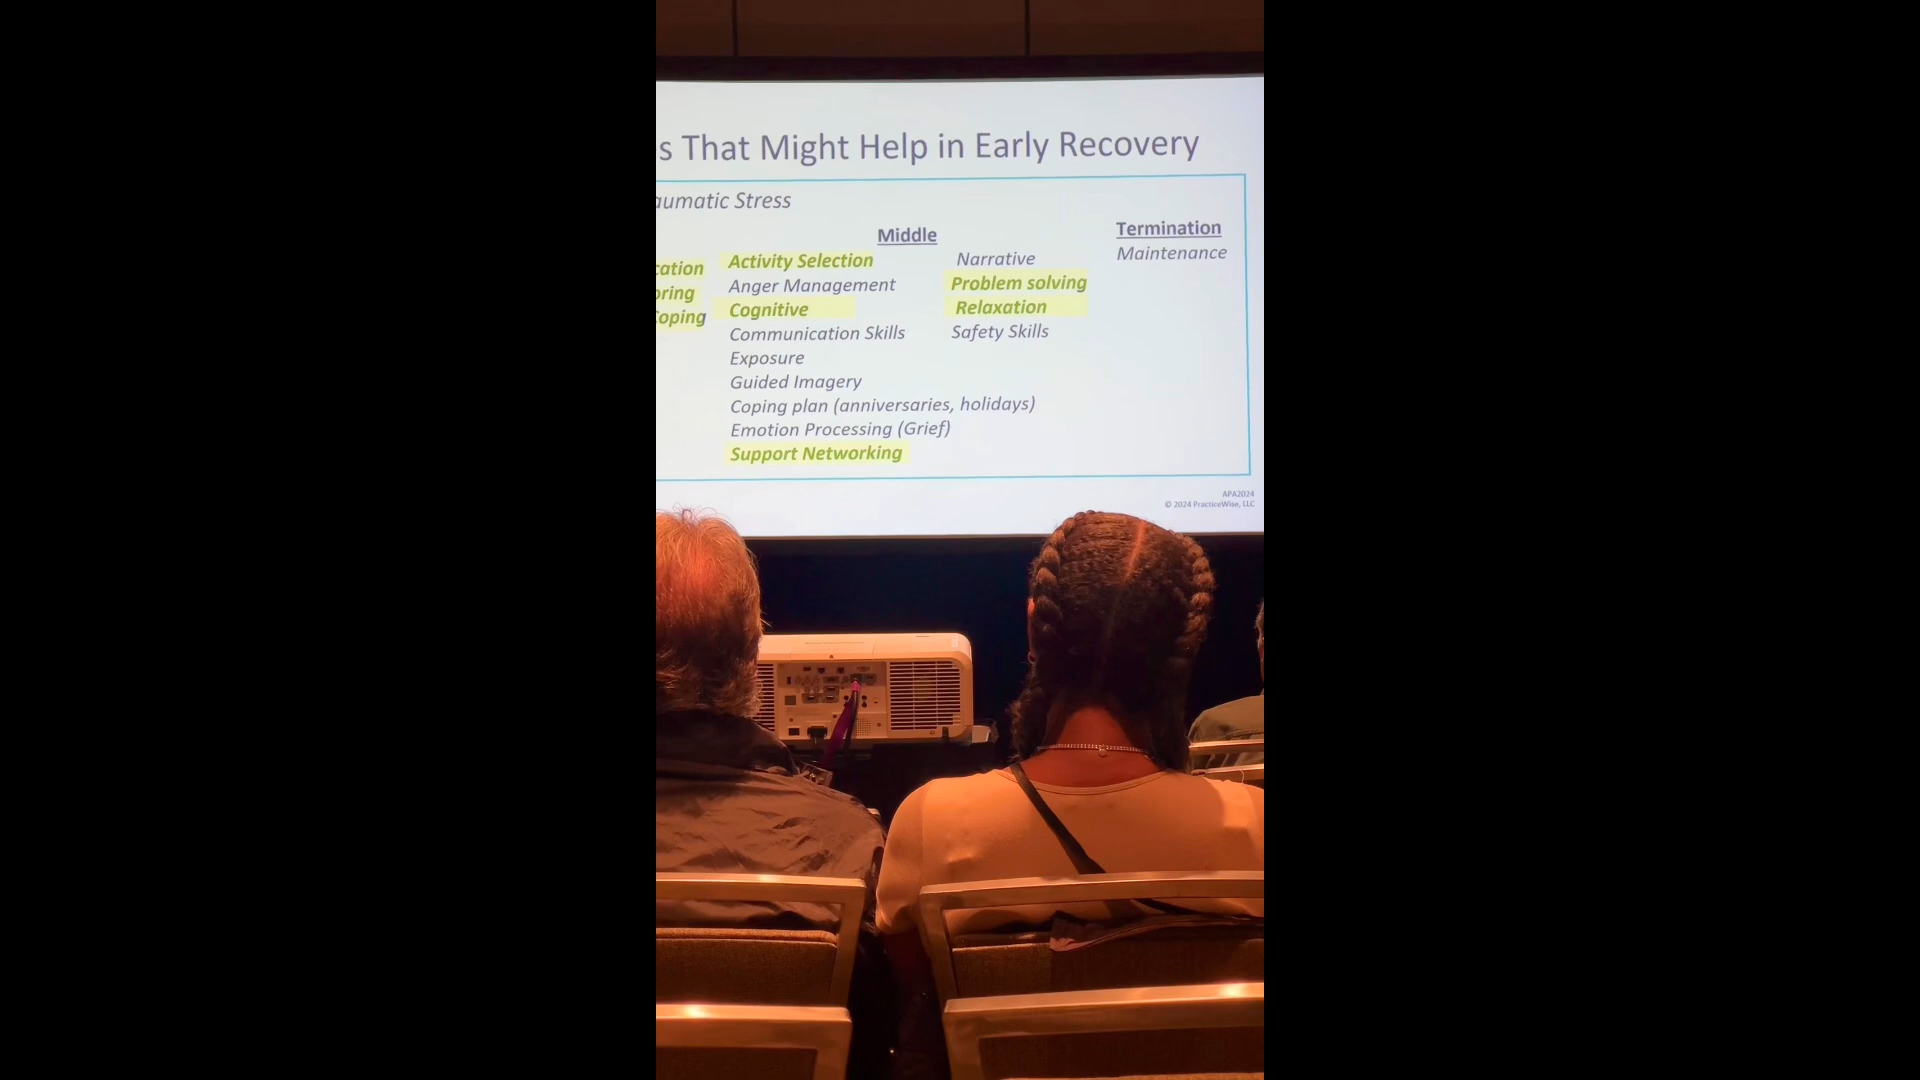 s That Might Help in Early Recovery
aumatic Stress
cation
oring
Coping
Middle
Activity Selection
Anger Management
Cognitive
Communication Skills
Exposure
Guided Imagery
Coping plan (anniversaries, holidays)
Emotion Processing (Grief)
Support Networking
Narrative
Problem solving
Relaxation
Safety Skills
Termination
Maintenance
APA2024
© 2024 PracticeWise, LLC